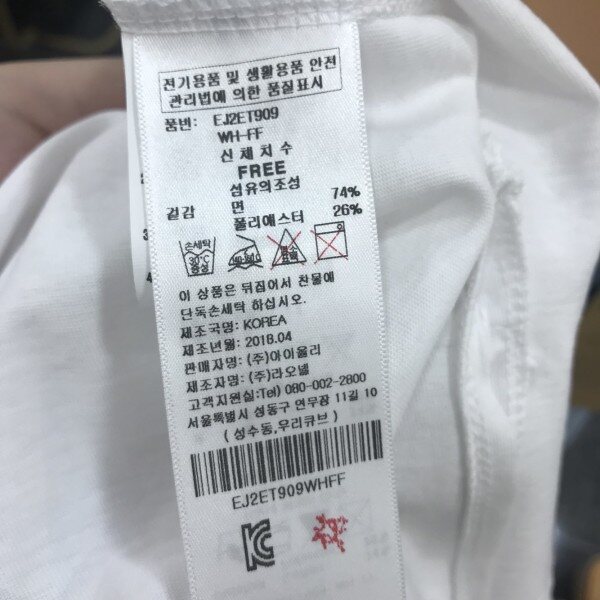 전기용품 및 생활용품 안전
관리법에 의한 품질표시
품번: EJ2ET909
WH-FF
신체치수
FREE
섬유의조성
겉감 면 74%
폴리에스터 26%
손세탁
30℃
중성
이 상품은 뒤집어서 찬물에
단독손세탁 하십시오.
제조국명: KOREA
제조년월: 2018.04
판매자명: (주)아이올리
제조자명: (주)라오넬
고객지원실:Tel) 080-002-2800
서울특별시 성동구 연무장 11길 10
(성수동,우리큐브)
EJ2ET909WHFF